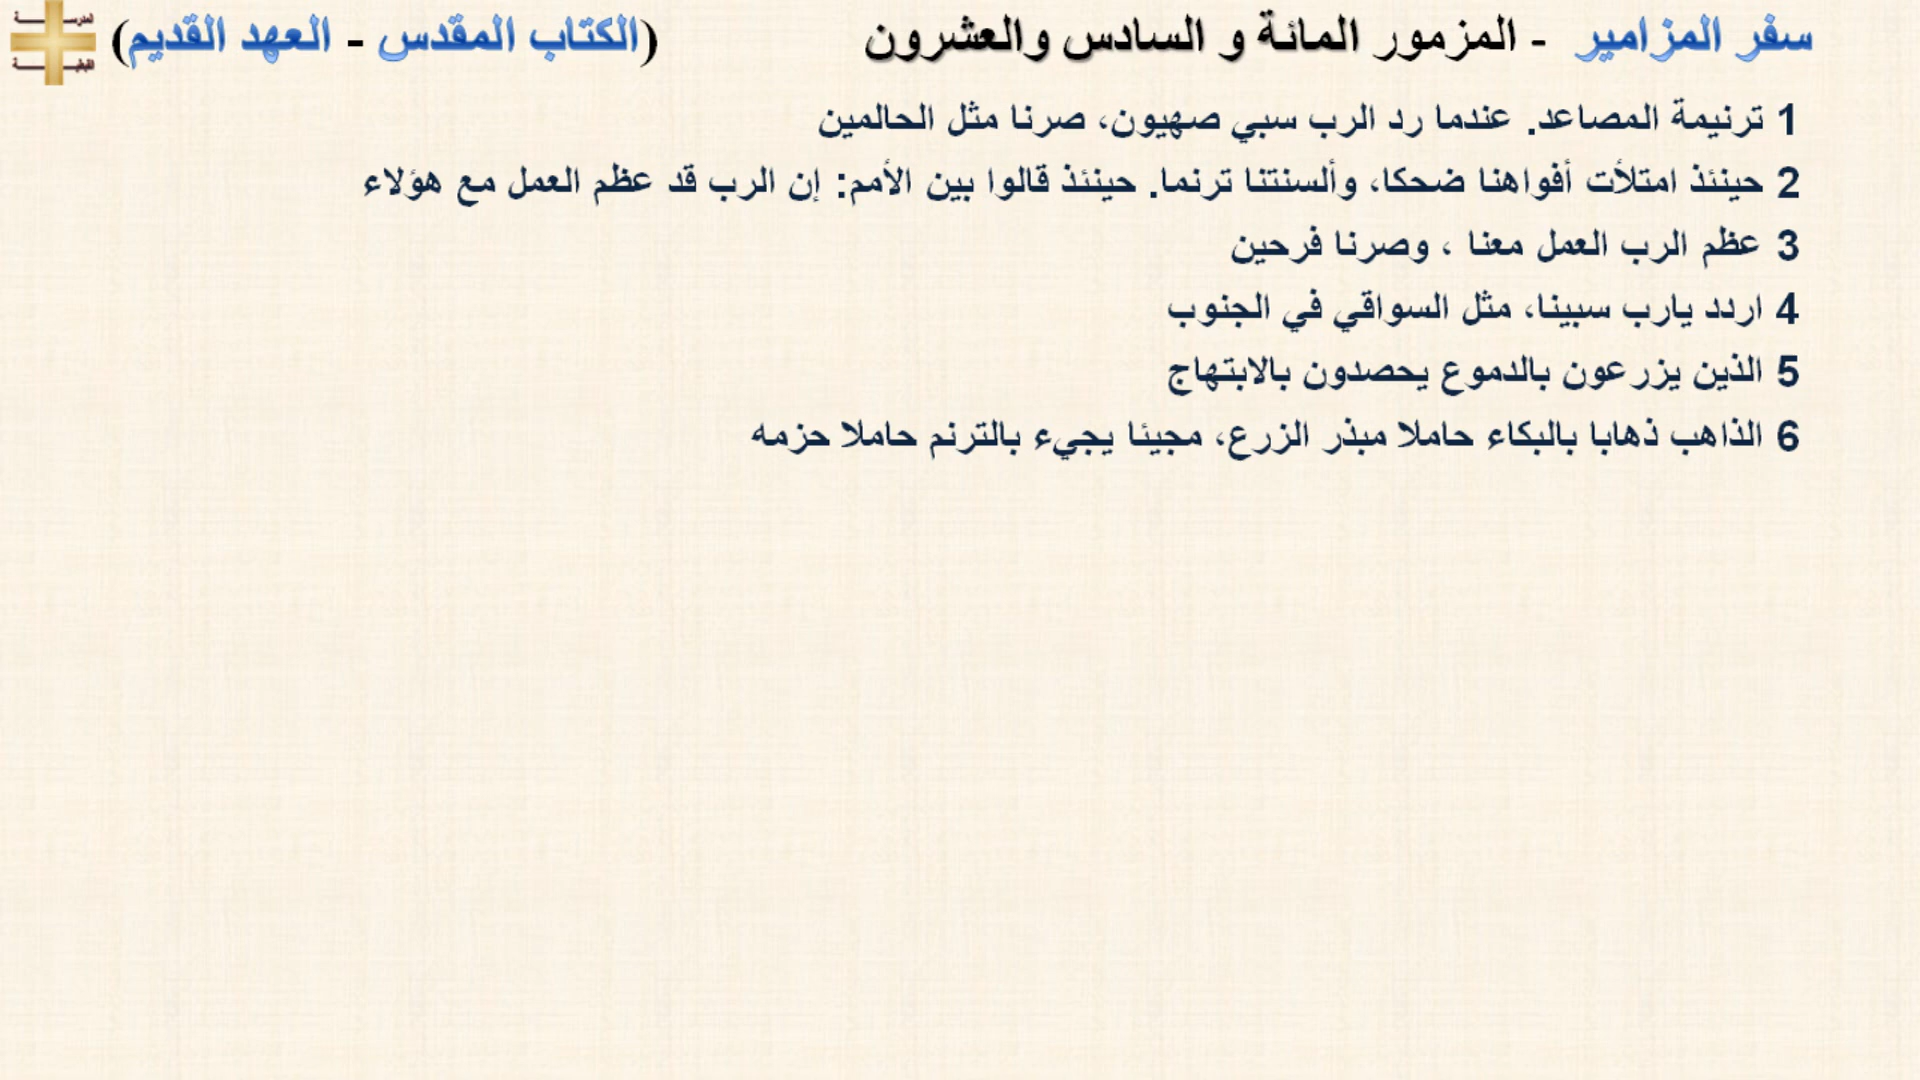 سفر المزامير - المزمور المائة و السادس والعشرون (الكتاب المقدس - العهد القديم)
1 ترنيمة المصاعد. عندما رد الرب سبي صهيون، صرنا مثل الحالمين
2 حينئذ امتلأت أفواهنا ضحكا، وألسنتنا ترنما. حينئذ قالوا بين الأمم: إن الرب قد عظم العمل مع هؤلاء
3 عظم الرب العمل معنا ، وصرنا فرحين
4 اردد يارب سبينا، مثل السواقي في الجنوب
5 الذين يزرعون بالدموع يحصدون بالابتهاج
6 الذاهب ذهابا بالبكاء حاملا مبذر الزرع، مجيئا يجيء بالترنم حاملا حزمه